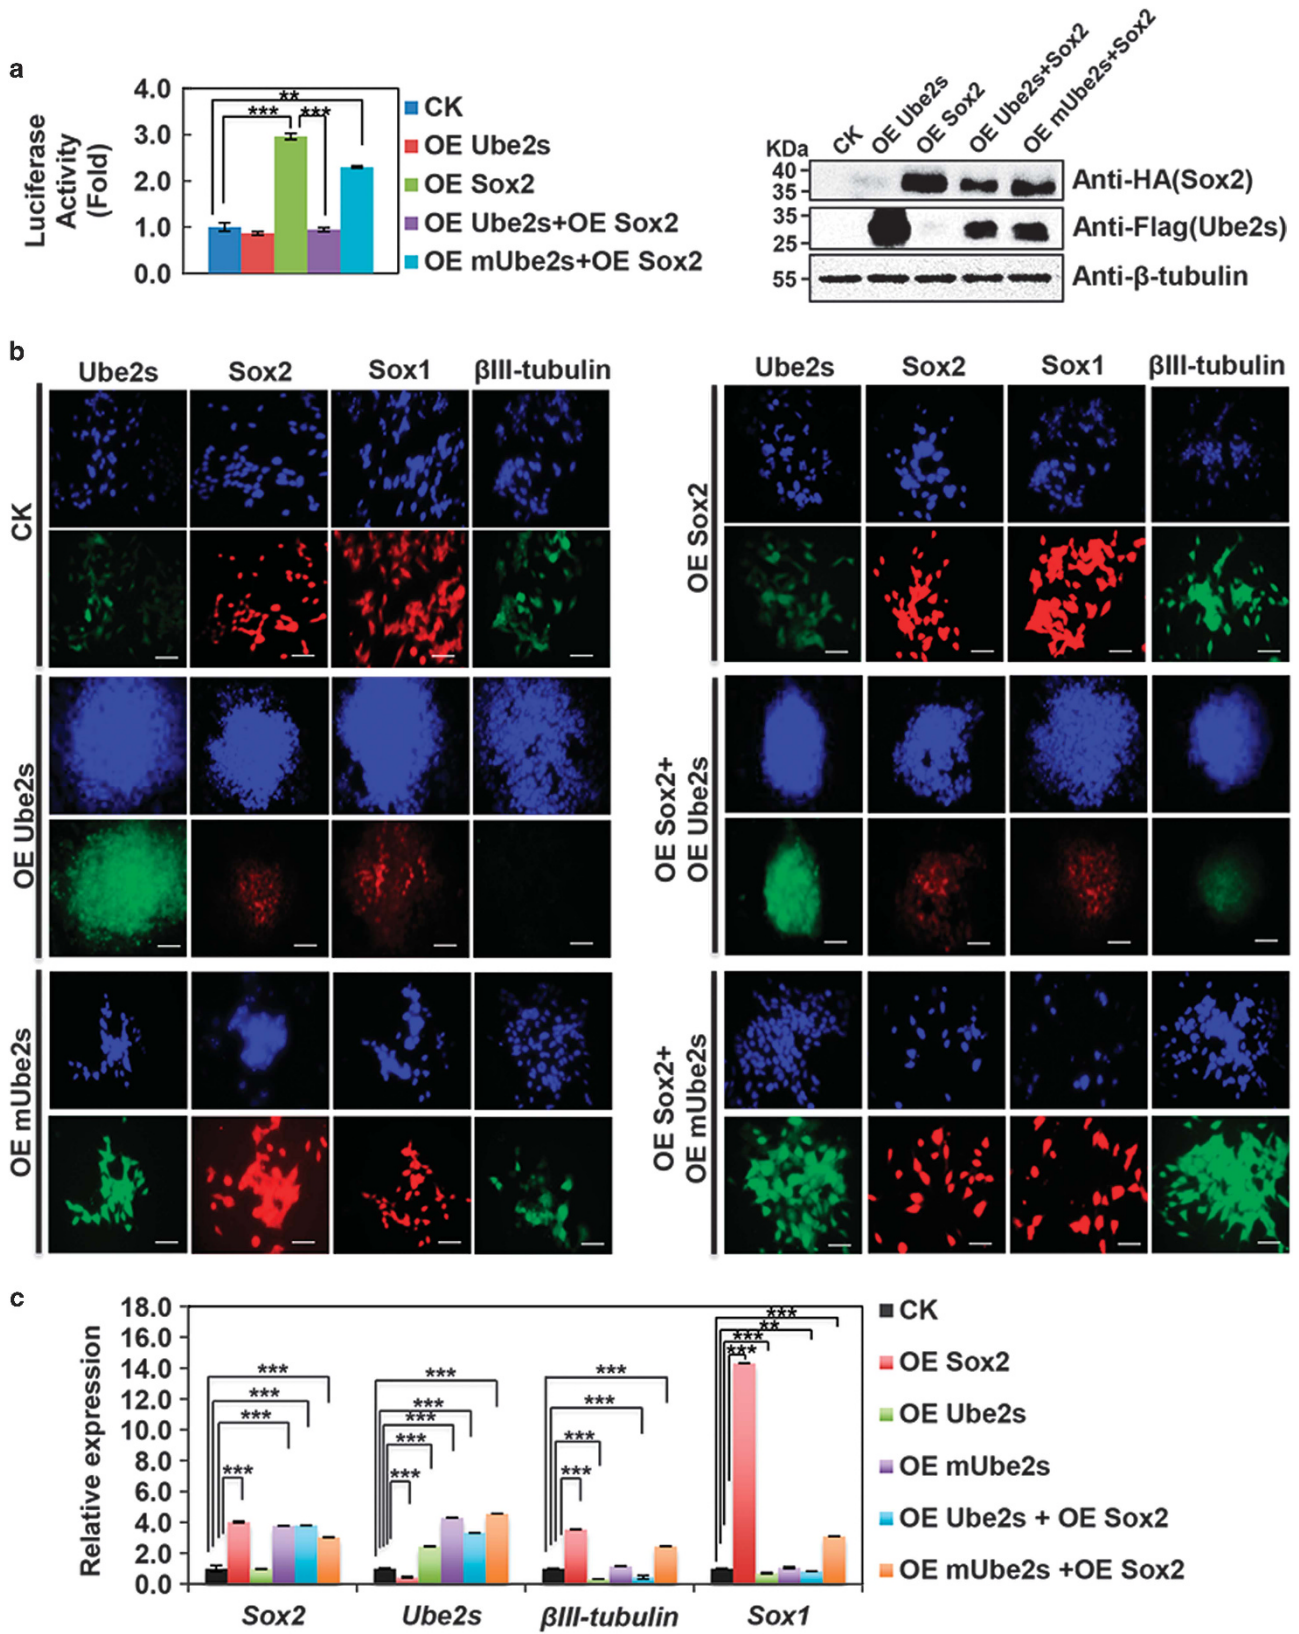 a
Luciferase
Activity
(Fold)
4.0
3.0
2.0
1.0
0.0
**
***
***
CK
OE Ube2s
OE Sox2
OE Ube2s+OE Sox2
OE mUbe2s+OE Sox2
KDa
CK
OE Ube2s
OE Sox2
OE Ube2s+Sox2
OE mUbe2s+Sox2
40
35
Anti-HA(Sox2)
35
25
Anti-Flag(Ube2s)
55
Anti-β-tubulin
b
Ube2s Sox2 Sox1 βIII-tubulin
CK
OE Ube2s
OE mUbe2s
Ube2s Sox2 Sox1 βIII-tubulin
OE Sox2
OE Sox2+
OE Ube2s
OE Sox2+
OE mUbe2s
c
Relative expression
18.0
16.0
14.0
12.0
10.0
8.0
6.0
4.0
2.0
0.0
***
***
***
***
***
***
***
***
***
***
***
***
***
***
**
***
***
Sox2 Ube2s βIII-tubulin Sox1
CK
OE Sox2
OE Ube2s
OE mUbe2s
OE Ube2s + OE Sox2
OE mUbe2s +OE Sox2